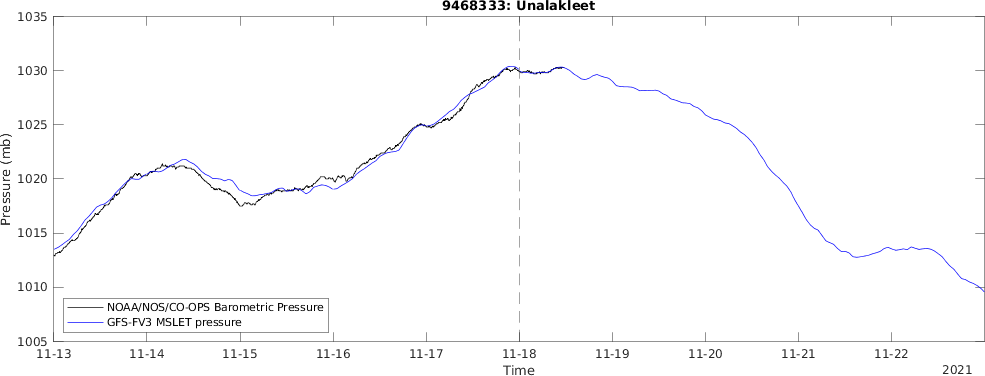 9468333: Unalakleet
1035
1030
1025
1020
1015
1010
1005
Pressure (mb)
NOAA/NOS/CO-OPS Barometric Pressure
GFS-FV3 MSLET pressure
11-13 11-14 11-15 11-16 11-17 11-18 11-19 11-20 11-21 11-22
Time
2021